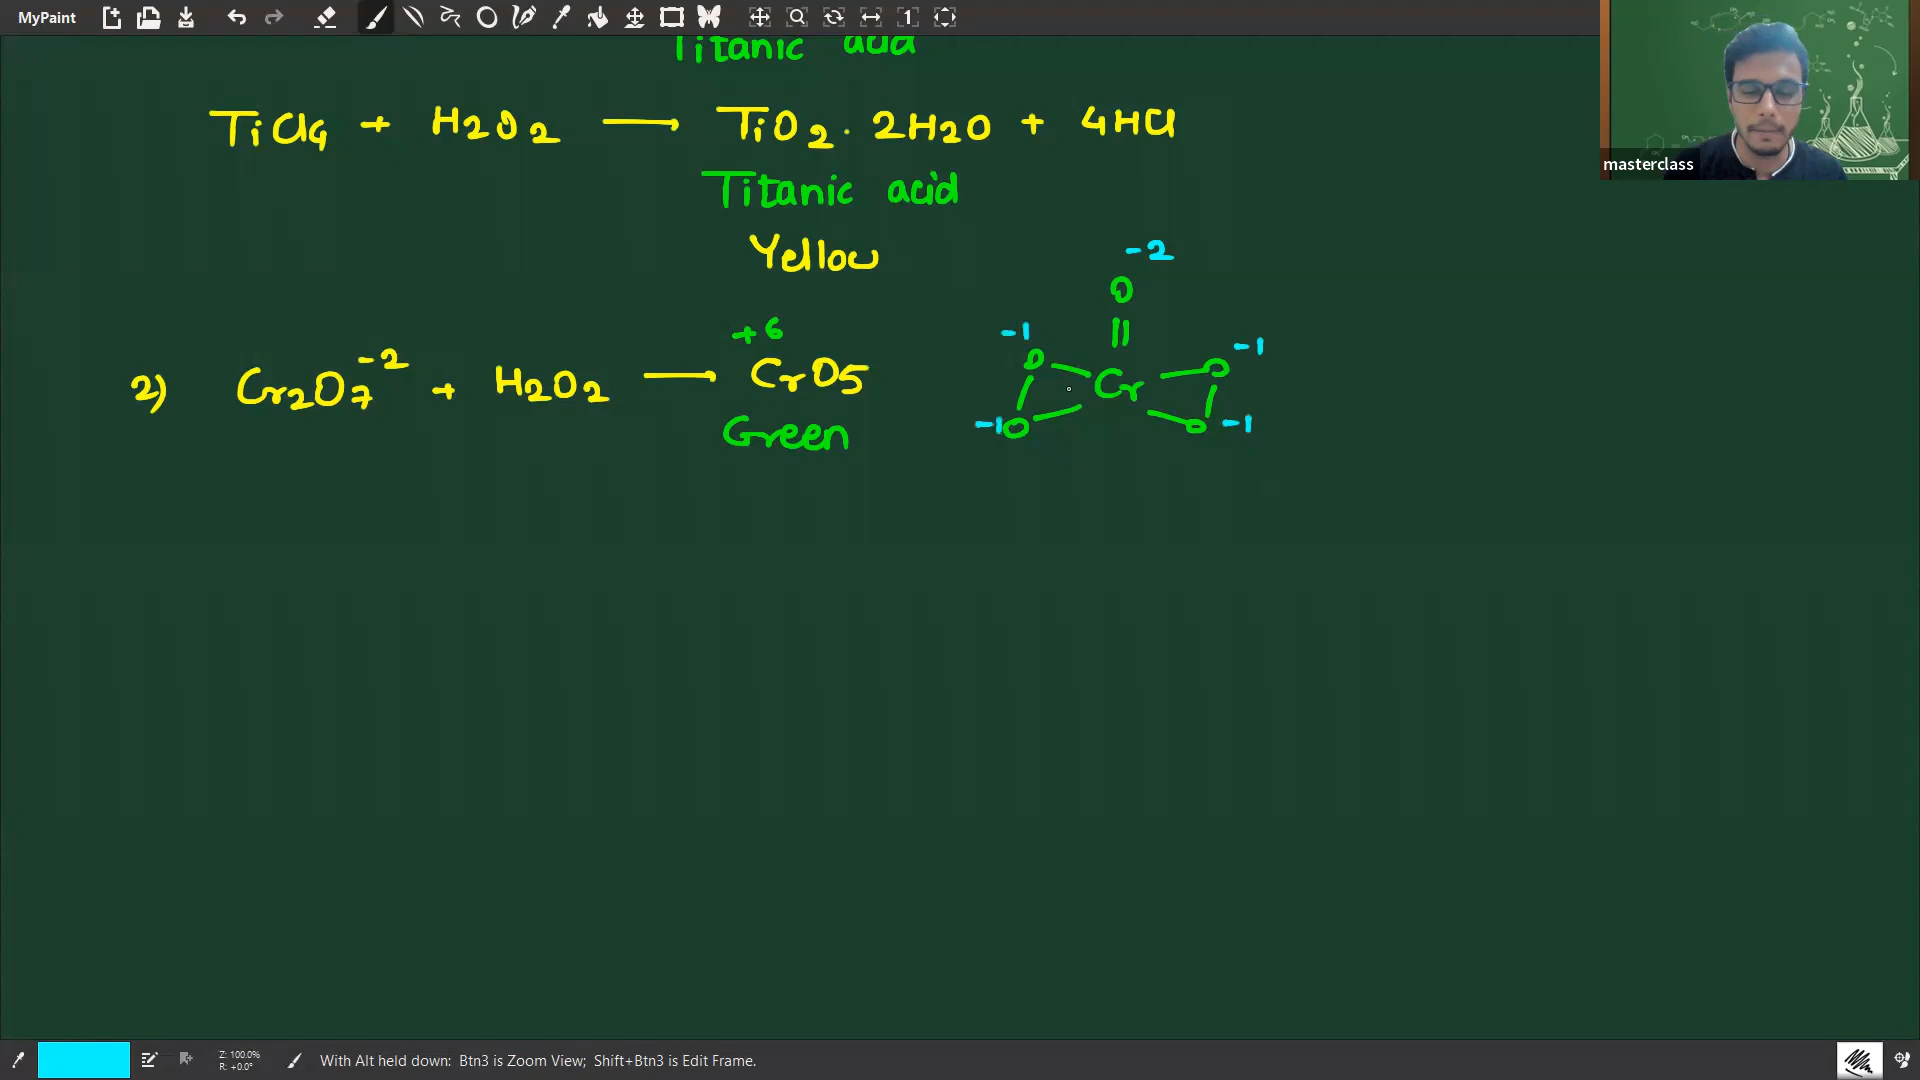 MyPaint
Titanic acid
TiCl4 + H2O2 → TiO2 . 2H2O + 4HCl
masterclass
Titanic acid
Yellow
-2
O
+6
-1
-1
2) Cr2O7-2 + H2O2 → CrO5
O Cr O
Green
-1 O O -1
Z: 100.0%
R: +0.0°
With Alt held down: Btn3 is Zoom View; Shift+Btn3 is Edit Frame.